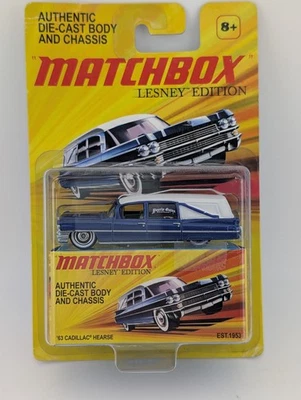 AUTHENTIC
DIE-CAST BODY
AND CHASSIS
8+
"MATCHBOX"
LESNEY EDITION
MATCHBOX
LESNEY EDITION
AUTHENTIC
DIE-CAST BODY
AND CHASSIS
'63 CADILLAC HEARSE
EST.1953